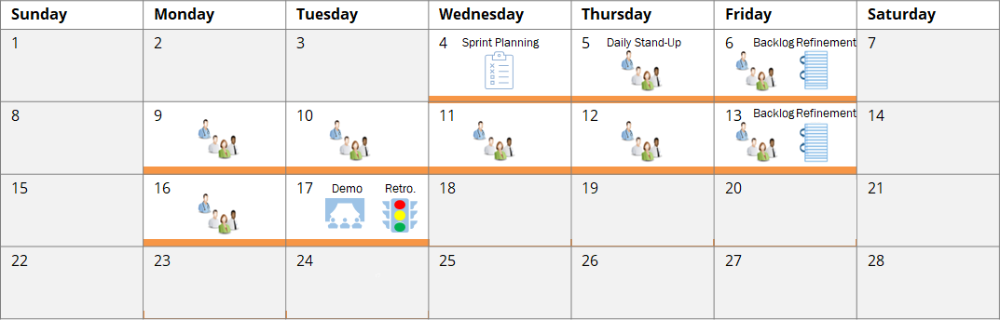 Sunday Monday Tuesday Wednesday Thursday Friday Saturday
1 2 3 4 Sprint Planning 5 Daily Stand-Up 6 Backlog Refinement 7
8 9 10 11 12 13 Backlog Refinement 14
15 16 17 Demo Retro. 18 19 20 21
22 23 24 25 26 27 28